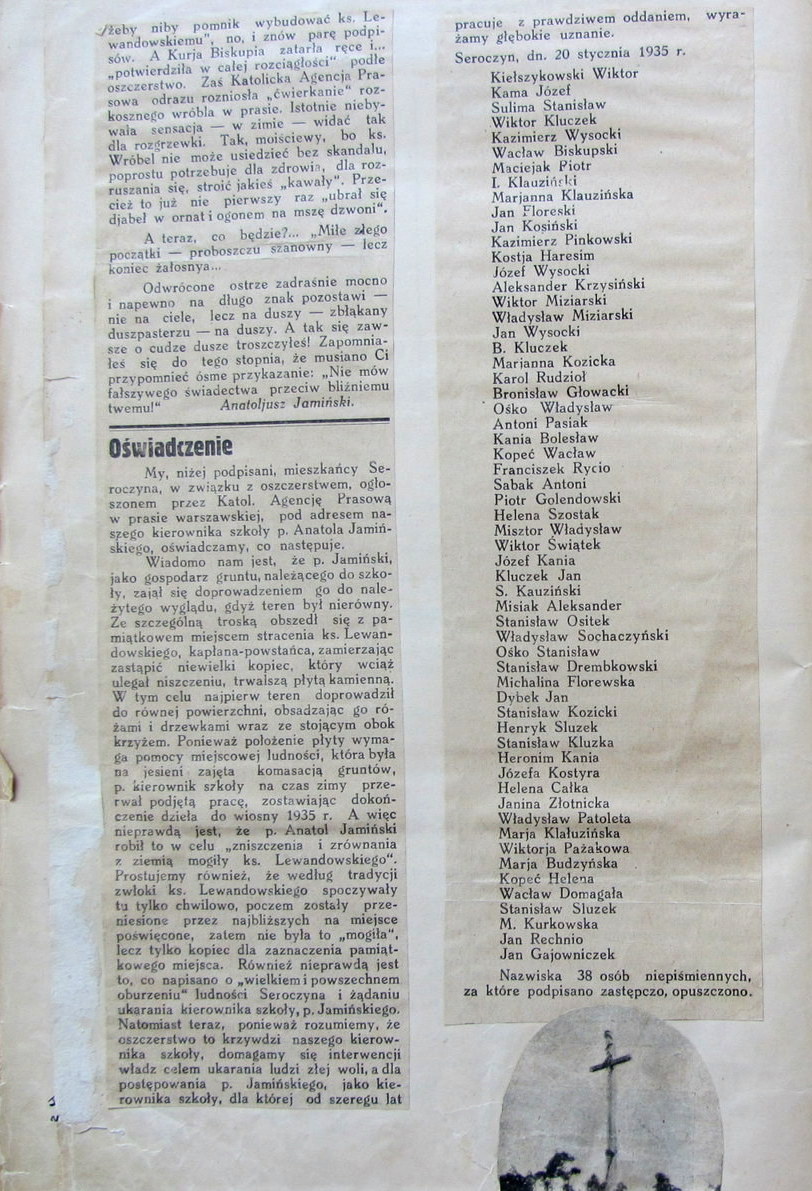 żeby niby pomnik wybudować ks. Le-
wandowskiemu", no, i znów parę podpi-
sów. A Kurja Biskupia zatarła ręce i...
„potwierdziła w całej rozciągłości" podłe
oszczerstwo. Zaś Katolicka Agencja Pra-
sowa odrazu rozniosła „ćwierkanie" roz-
kosznego wróbla w prasie. Istotnie nieby-
wała sensacja — w zimie — widać tak
dla rozgrzewki. Tak, moiściewy, bo ks.
Wróbel nie może usiedzieć bez skandalu,
poprostu potrzebuje dla zdrowia, dla roz-
ruszania się, stroić jakieś „kawały". Prze-
cież to już nie pierwszy raz „ubrał się
djabeł w ornat i ogonem na mszę dzwoni".
A teraz, co będzie?... „Miłe złego
początki — proboszczu szanowny — lecz
koniec żałosnya...
Odwrócone ostrze zadraśnie mocno
i napewno na długo znak pozostawi —
nie na ciele, lecz na duszy — zbłąkany
duszpasterzu — na duszy. A tak się zaw-
sze o cudze dusze troszczyłeś! Zapomnia-
łeś się do tego stopnia, że musiano Ci
przypomnieć ósme przykazanie: „Nie mów
fałszywego świadectwa przeciw bliźniemu
twemu!" Anatoljusz Jamiński.
Oświadczenie
My, niżej podpisani, mieszkańcy Se-
roczyna, w związku z oszczerstwem, ogło-
szonem przez Katol. Agencję Prasową
w prasie warszawskiej, pod adresem na-
szego kierownika szkoły p. Anatola Jamiń-
skiego, oświadczamy, co następuje.
Wiadomo nam jest, że p. Jamiński,
jako gospodarz gruntu, należącego do szko-
ły, zajął się doprowadzeniem go do nale-
żytego wyglądu, gdyż teren był nierówny.
Ze szczególną troską obszedł się z pa-
miątkowem miejscem stracenia ks. Lewan-
dowskiego, kapłana-powstańca, zamierzając
zastąpić niewielki kopiec, który wciąż
ulegał niszczeniu, trwalszą płytą kamienną.
W tym celu najpierw teren doprowadził
do równej powierzchni, obsadzając go ró-
żami i drzewkami wraz ze stojącym obok
krzyżem. Ponieważ położenie płyty wyma-
ga pomocy miejscowej ludności, która była
na jesieni zajęta komasacją gruntów,
p. kierownik szkoły na czas zimy prze-
rwał podjętą pracę, zostawiając dokoń-
czenie dzieła do wiosny 1935 r. A więc
nieprawdą jest, że p. Anatol Jamiński
robił to w celu „zniszczenia i zrównania
z ziemią mogiły ks. Lewandowskiego".
Prostujemy również, że według tradycji
zwłoki ks. Lewandowskiego spoczywały
tu tylko chwilowo, poczem zostały prze-
niesione przez najbliższych na miejsce
poświęcone, zatem nie była to „mogiła",
lecz tylko kopiec dla zaznaczenia pamiąt-
kowego miejsca. Również nieprawdą jest
to, co napisano o „wielkiem i powszechnem
oburzeniu" ludności Seroczyna i żądaniu
ukarania kierownika szkoły, p. Jamińskiego.
Natomiast teraz, ponieważ rozumiemy, że
oszczerstwo to krzywdzi naszego kierow-
nika szkoły, domagamy się interwencji
władz celem ukarania ludzi złej woli, a dla
postępowania p. Jamińskiego, jako kie-
rownika szkoły, dla której od szeregu lat
pracuje z prawdziwem oddaniem, wyra-
żamy głębokie uznanie.
Seroczyn, dn. 20 stycznia 1935 r.
Kiełszykowski Wiktor
Kama Józef
Sulima Stanisław
Wiktor Kluczek
Kazimierz Wysocki
Wacław Biskupski
Maciejak Piotr
I. Klauziński
Marjanna Klauzińska
Jan Floreski
Jan Kosiński
Kazimierz Pinkowski
Kostja Haresim
Józef Wysocki
Aleksander Krzysiński
Wiktor Miziarski
Władysław Miziarski
Jan Wysocki
B. Kluczek
Marjanna Kozicka
Karol Rudzioł
Bronisław Głowacki
Ośko Władysław
Antoni Pasiak
Kania Bolesław
Kopeć Wacław
Franciszek Rycio
Sabak Antoni
Piotr Golendowski
Helena Szostak
Misztor Władysław
Wiktor Świątek
Józef Kania
Kluczek Jan
S. Kauziński
Misiak Aleksander
Stanisław Ositek
Władysław Sochaczyński
Ośko Stanisław
Stanisław Drembkowski
Michalina Florewska
Dybek Jan
Stanisław Kozicki
Henryk Sluzek
Stanisław Kluzka
Heronim Kania
Józefa Kostyra
Helena Całka
Janina Złotnicka
Władysław Patoleta
Marja Klałuzińska
Wiktorja Pażakowa
Marja Budzyńska
Kopeć Helena
Wacław Domagała
Stanisław Sluzek
M. Kurkowska
Jan Rechnio
Jan Gajowniczek
Nazwiska 38 osób niepiśmiennych,
za które podpisano zastępczo, opuszczono.